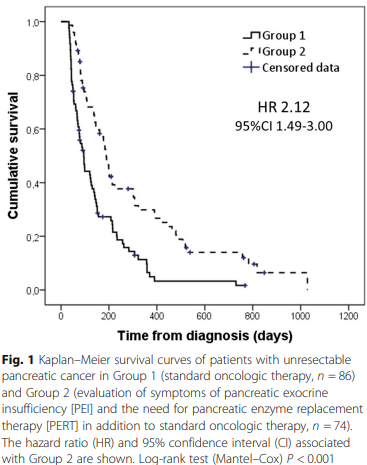 Group 1
Group 2
Censored data
HR 2.12
95%CI 1.49-3.00
Cumulative survival
1,0
0,8
0,6
0,4
0,2
0,0
0 200 400 600 800 1000 1200
Time from diagnosis (days)
Fig. 1 Kaplan–Meier survival curves of patients with unresectable
pancreatic cancer in Group 1 (standard oncologic therapy, n = 86)
and Group 2 (evaluation of symptoms of pancreatic exocrine
insufficiency [PEI] and the need for pancreatic enzyme replacement
therapy [PERT] in addition to standard oncologic therapy, n = 74).
The hazard ratio (HR) and 95% confidence interval (CI) associated
with Group 2 are shown. Log-rank test (Mantel–Cox) P < 0.001